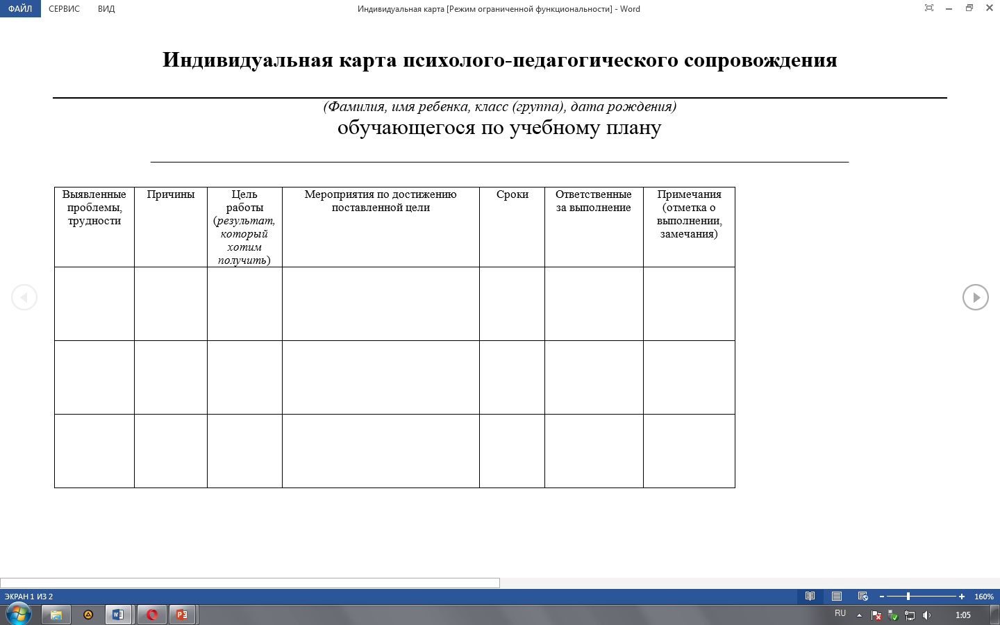 ФАЙЛ СЕРВИС ВИД Индивидуальная карта [Режим ограниченной функциональности] - Word
Индивидуальная карта психолого-педагогического сопровождения
(Фамилия, имя ребенка, класс (группа), дата рождения)
обучающегося по учебному плану
Выявленные
проблемы,
трудности
Причины
Цель
работы
(результат,
который
хотим
получить)
Мероприятия по достижению
поставленной цели
Сроки
Ответственные
за выполнение
Примечания
(отметка о
выполнении,
замечания)
ЭКРАН 1 ИЗ 2 160%
RU 1:05